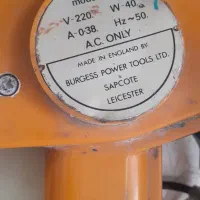 V-220. W-40
A-0·38. Hz~50.
A.C. ONLY
MADE IN ENGLAND BY
BURGESS POWER TOOLS LTD.
SAPCOTE
LEICESTER